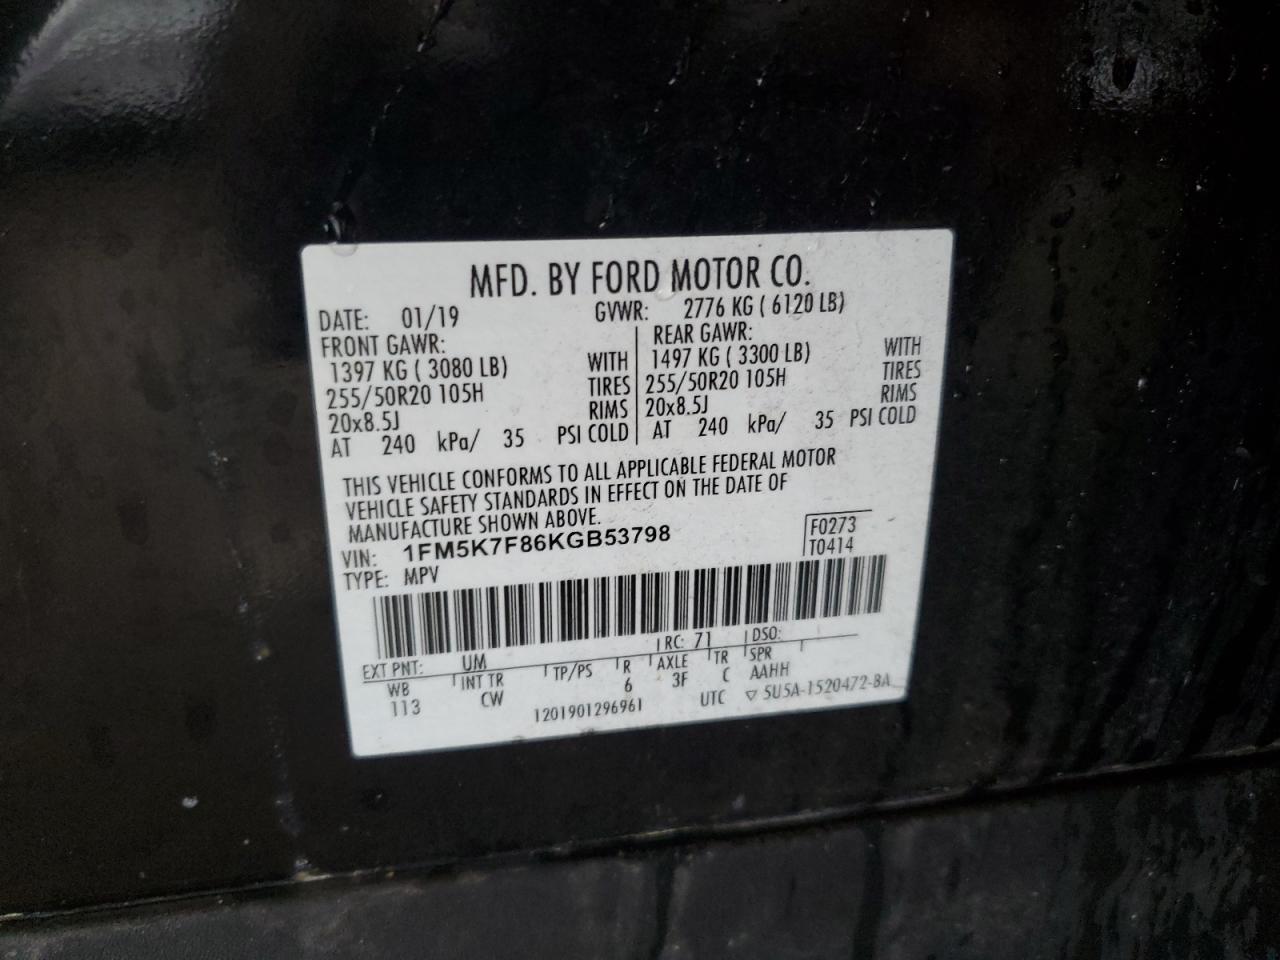 MFD. BY FORD MOTOR CO.
DATE: 01/19 GVWR: 2776 KG ( 6120 LB)
FRONT GAWR: REAR GAWR:
1397 KG ( 3080 LB) WITH 1497 KG ( 3300 LB) WITH
255/50R20 105H TIRES 255/50R20 105H TIRES
20x8.5J RIMS 20x8.5J RIMS
AT 240 kPa/ 35 PSI COLD AT 240 kPa/ 35 PSI COLD
THIS VEHICLE CONFORMS TO ALL APPLICABLE FEDERAL MOTOR
VEHICLE SAFETY STANDARDS IN EFFECT ON THE DATE OF
MANUFACTURE SHOWN ABOVE.
VIN: 1FM5K7F86KGB53798 F0273
TYPE: MPV T0414
EXT PNT: UM RC: 71 DSO:
WB INT TR TP/PS R AXLE TR SPR
113 CW 6 3F C AAHH
1201901296961 UTC ▽ 5U5A-1520472-BA